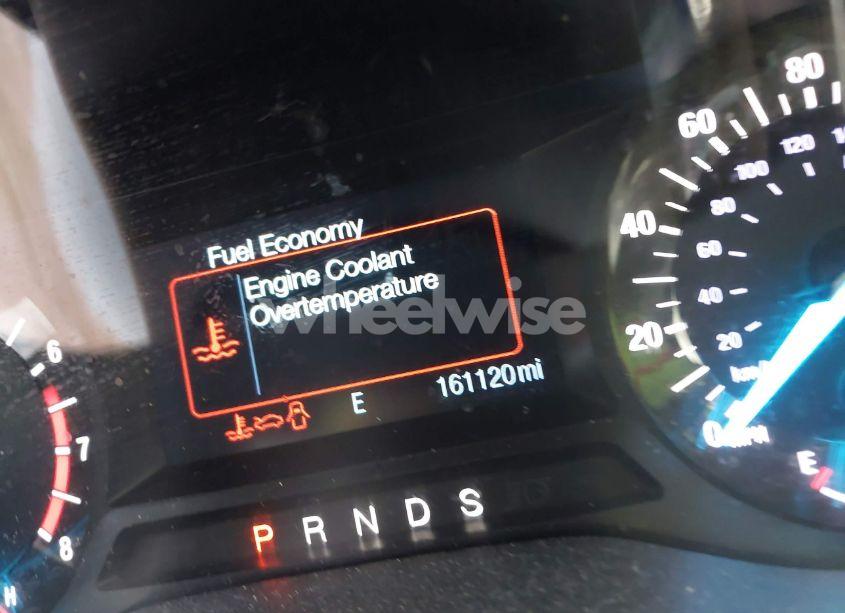 Fuel Economy
Engine Coolant
Overtemperature
wheelwise
E
161120mi
P R N D S
6
7
8
H
80
60
40
20
0
120
100
80
60
40
20
km/h
E